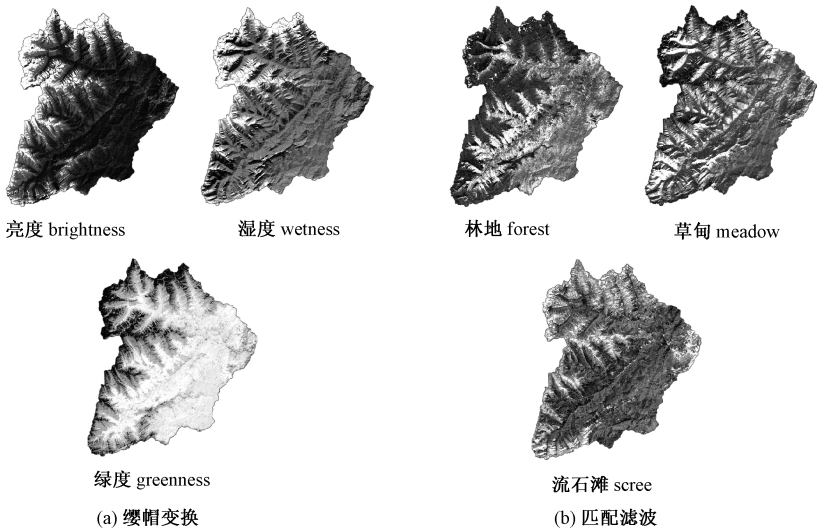 亮度 brightness
湿度 wetness
林地 forest
草甸 meadow
绿度 greenness
流石滩 scree
(a) 缨帽变换
(b) 匹配滤波